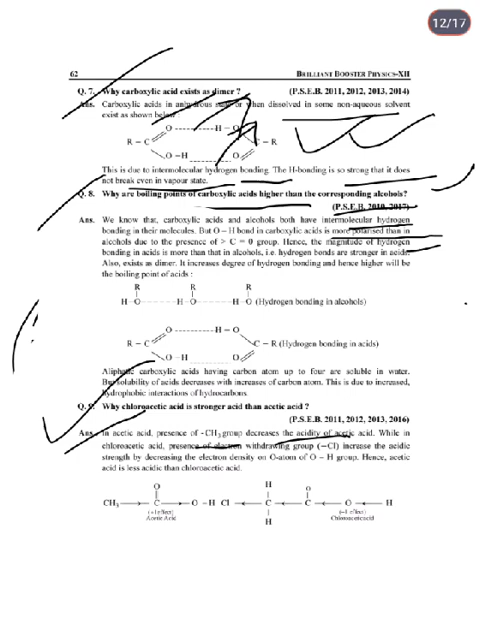 12/17
62 BRILLIANT BOOSTER PHYSICS-XII
Q. 7. Why carboxylic acid exists as dimer ? (P.S.E.B. 2011, 2012, 2013, 2014)
Ans. Carboxylic acids in anhydrous state or when dissolved in some non-aqueous solvent
exist as shown below
O ---------- H – O
R – C C – R
O – H ---------- O
This is due to intermolecular hydrogen bonding. The H-bonding is so strong that it does
not break even in vapour state.
Q. 8. Why are boiling points of carboxylic acids higher than the corresponding alcohols?
(P.S.E.B. 2010, 2017)
Ans. We know that, carboxylic acids and alcohols both have intermolecular hydrogen
bonding in their molecules. But O – H bond in carboxylic acids is more polarised than in
alcohols due to the presence of > C = 0 group. Hence, the magnitude of hydrogen
bonding in acids is more than that in alcohols, i.e. hydrogen bonds are stronger in acids.
Also, exists as dimer. It increases degree of hydrogen bonding and hence higher will be
the boiling point of acids :
R R R
H – O ------- H – O ------- H – O (Hydrogen bonding in alcohols)
O ---------- H – O
R – C C – R (Hydrogen bonding in acids)
O – H O
Aliphatic carboxylic acids having carbon atom up to four are soluble in water.
But solubility of acids decreases with increases of carbon atom. This is due to increased,
hydrophobic interactions of hydrocarbons.
Q. 9. Why chloroacetic acid is stronger acid than acetic acid ?
(P.S.E.B. 2011, 2012, 2013, 2016)
Ans. In acetic acid, presence of -CH₃ group decreases the acidity of acetic acid. While in
chloroacetic acid, presence of electron withdrawing group (—Cl) increase the acidic
strength by decreasing the electron density on O-atom of O – H group. Hence, acetic
acid is less acidic than chloroacetic acid.
O H O
CH₃ C O – H Cl C C O H
(+I effect) H (–I effect)
Acetic Acid Chloroacetic acid